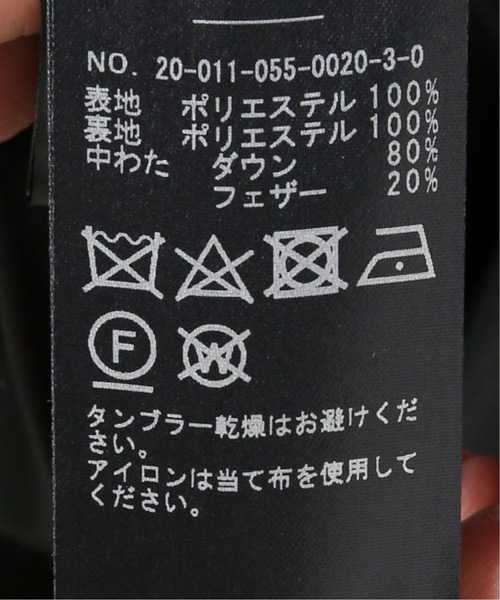 NO. 20-011-055-0020-3-0
表地 ポリエステル 100%
裏地 ポリエステル 100%
中わた ダウン 80%
フェザー 20%
F W
タンブラー乾燥はお避けくだ
さい。
アイロンは当て布を使用して
ください。